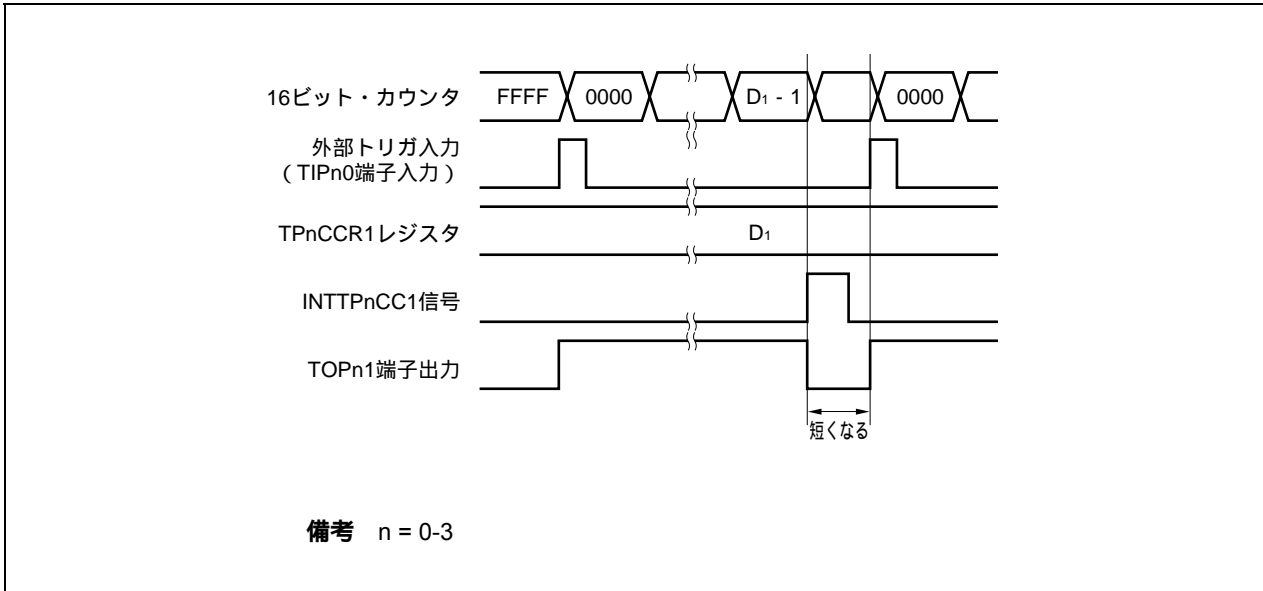 16ビット・カウンタ FFFF 0000 D1 - 1 0000
外部トリガ入力
（TIPn0端子入力）
TPnCCR1レジスタ D1
INTTPnCC1信号
TOPn1端子出力
短くなる
備考 n = 0-3